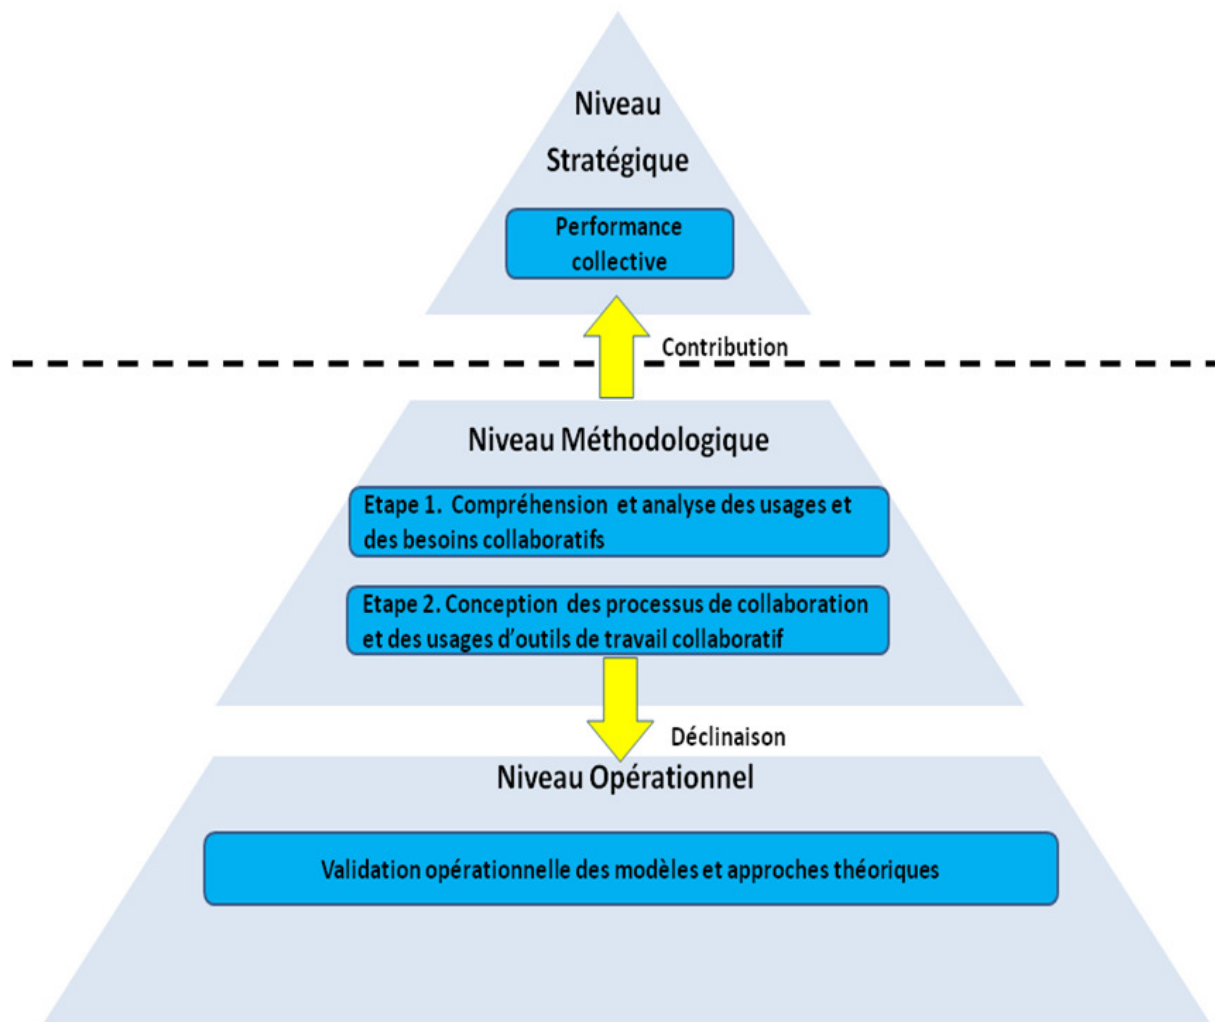 Niveau
Stratégique
Performance
collective
Contribution
Niveau Méthodologique
Etape 1. Compréhension et analyse des usages et
des besoins collaboratifs
Etape 2. Conception des processus de collaboration
et des usages d'outils de travail collaboratif
Déclinaison
Niveau Opérationnel
Validation opérationnelle des modèles et approches théoriques